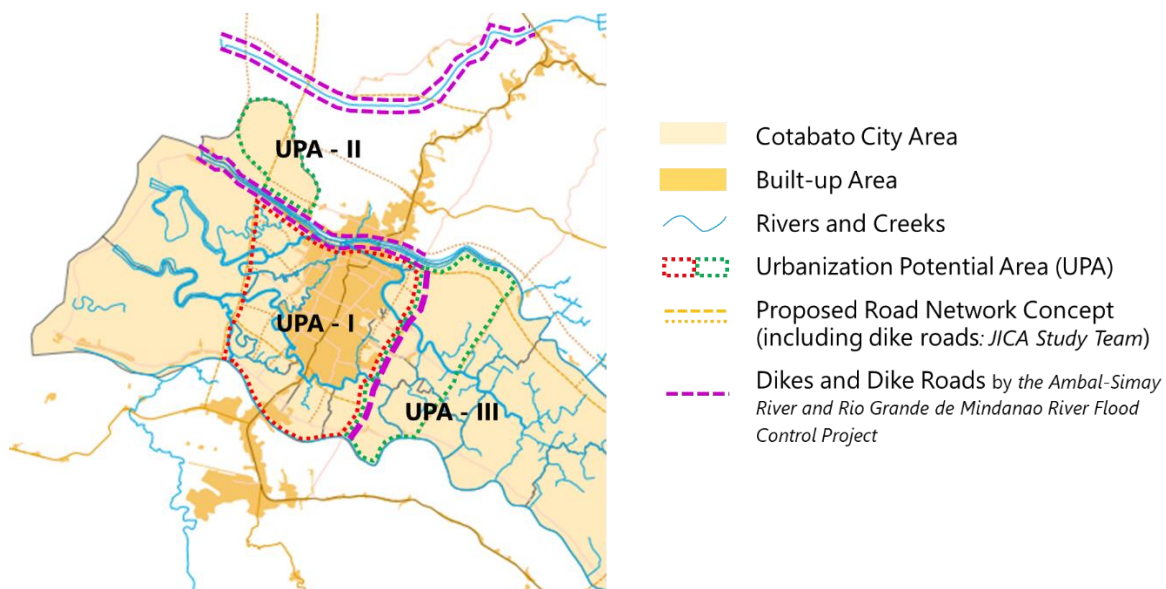 UPA - II
UPA - I
UPA - III
Cotabato City Area
Built-up Area
Rivers and Creeks
Urbanization Potential Area (UPA)
Proposed Road Network Concept
(including dike roads: JICA Study Team)
Dikes and Dike Roads by the Ambal-Simay
River and Rio Grande de Mindanao River Flood
Control Project